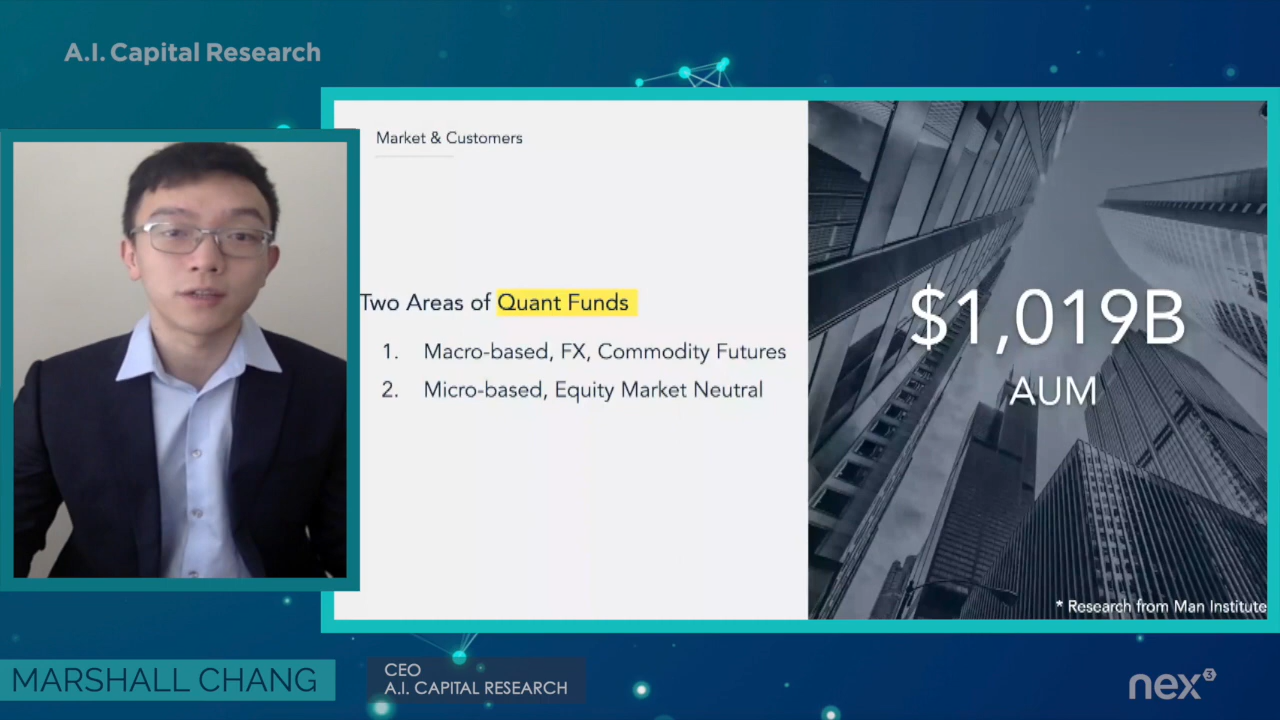 A.I. Capital Research
Market & Customers
Two Areas of Quant Funds
1. Macro-based, FX, Commodity Futures
2. Micro-based, Equity Market Neutral
$1,019B
AUM
* Research from Man Institute
MARSHALL CHANG
CEO
A.I. CAPITAL RESEARCH
nex3